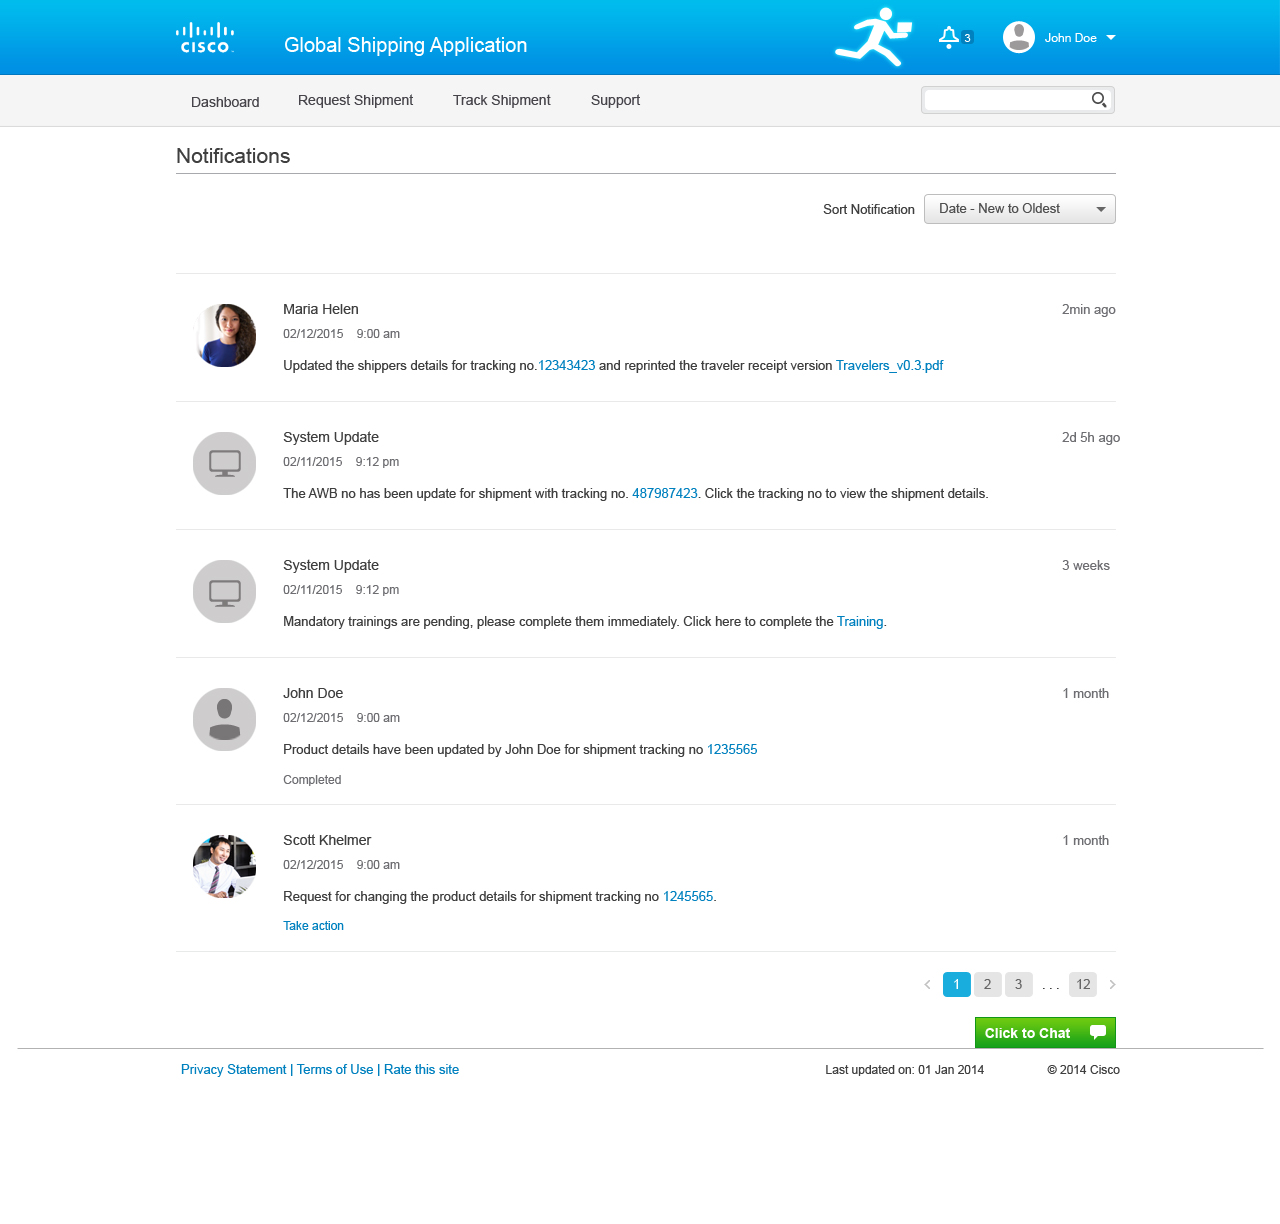 CISCO
Global Shipping Application
3
John Doe
Dashboard Request Shipment Track Shipment Support
Notifications
Sort Notification Date - New to Oldest
Maria Helen 2min ago
02/12/2015 9:00 am
Updated the shippers details for tracking no.12343423 and reprinted the traveler receipt version Travelers_v0.3.pdf
System Update 2d 5h ago
02/11/2015 9:12 pm
The AWB no has been update for shipment with tracking no. 487987423. Click the tracking no to view the shipment details.
System Update 3 weeks
02/11/2015 9:12 pm
Mandatory trainings are pending, please complete them immediately. Click here to complete the Training.
John Doe 1 month
02/12/2015 9:00 am
Product details have been updated by John Doe for shipment tracking no 1235565
Completed
Scott Khelmer 1 month
02/12/2015 9:00 am
Request for changing the product details for shipment tracking no 1245565.
Take action
1 2 3 . . . 12
Click to Chat
Privacy Statement | Terms of Use | Rate this site Last updated on: 01 Jan 2014 © 2014 Cisco